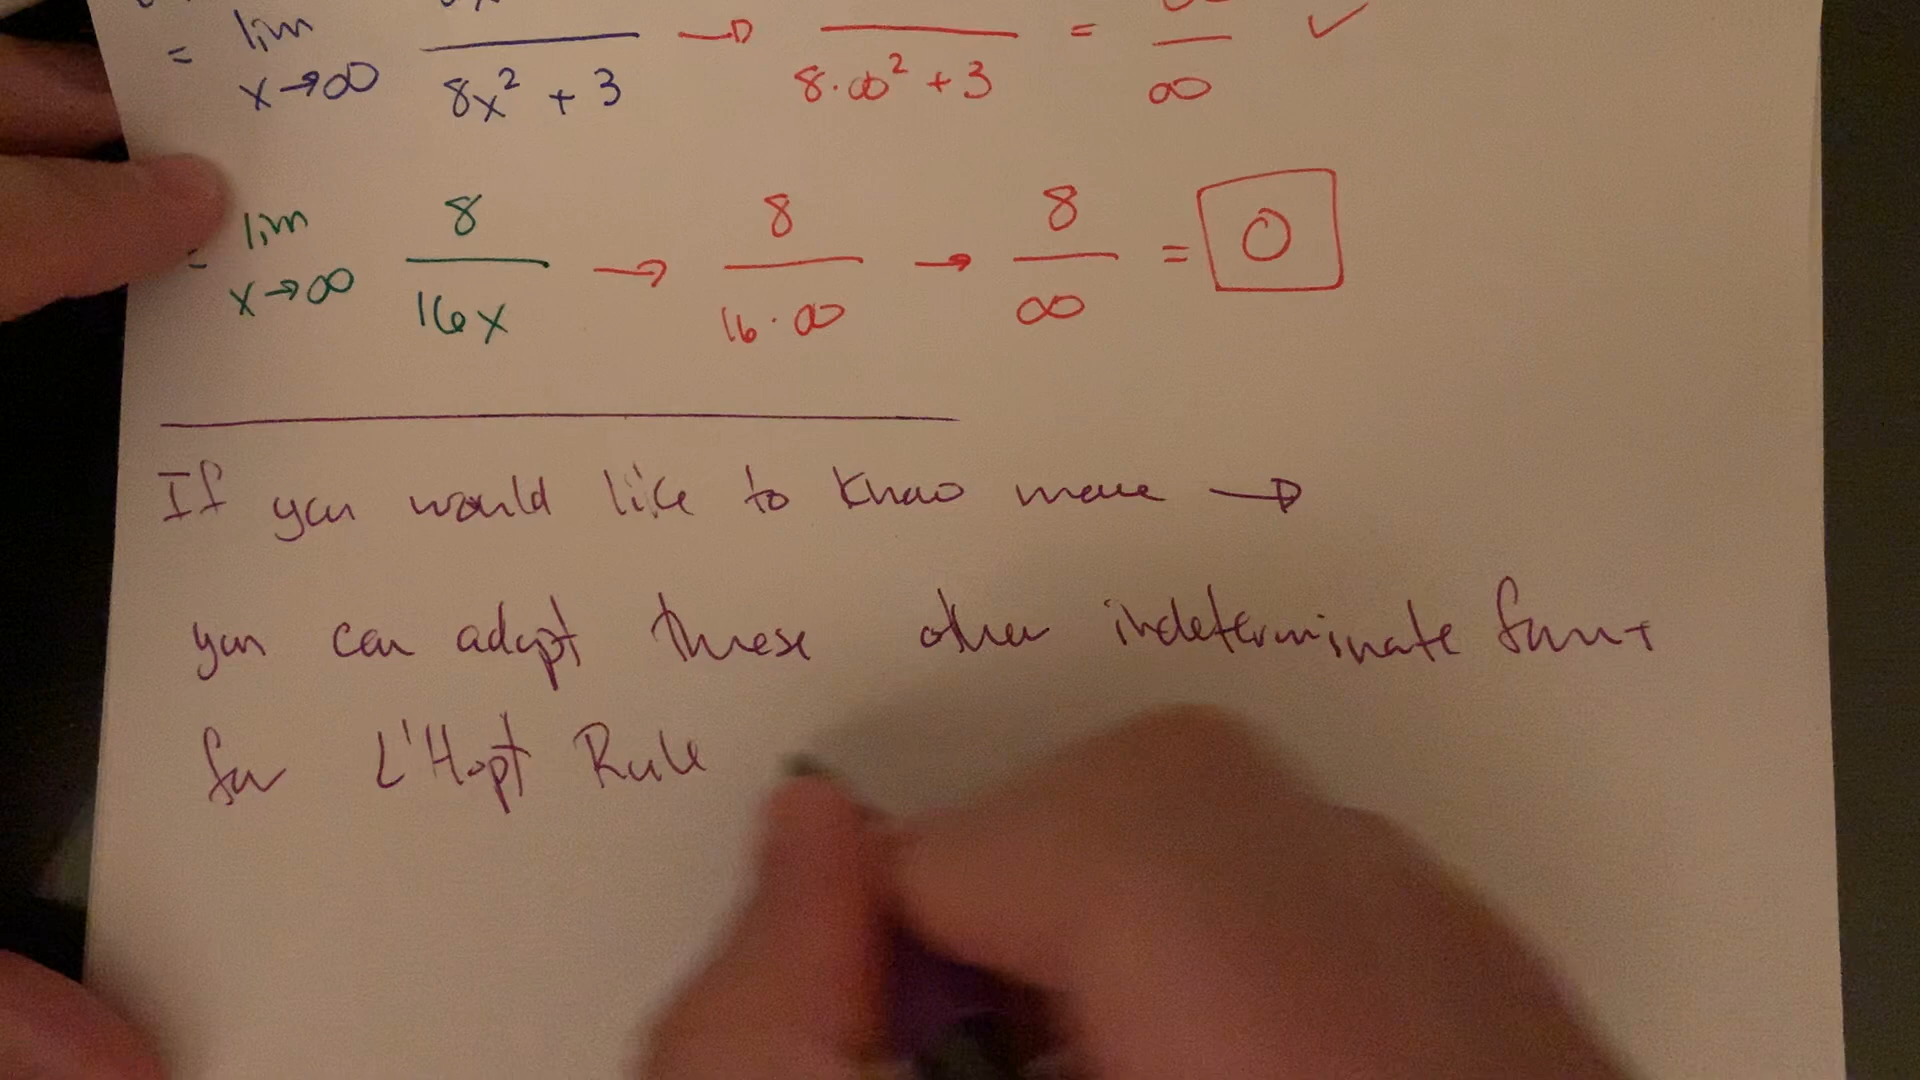 = lim x→∞ / 8x² + 3 → / 8·∞² + 3 = / ∞ ✓
= lim x→∞ 8 / 16x → 8 / 16·∞ → 8 / ∞ = 0
If you would like to know more →
you can adapt these other indeterminate forms
for L'Hopt Rule